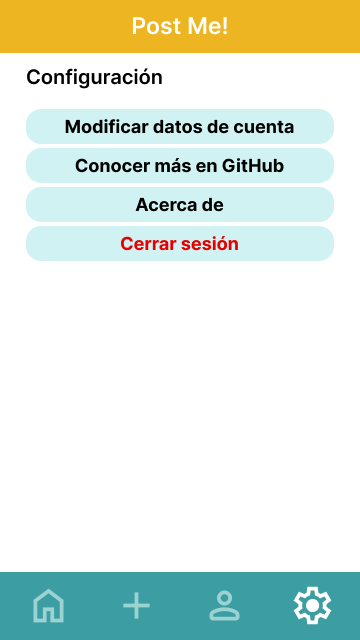 Post Me!
Configuración
Modificar datos de cuenta
Conocer más en GitHub
Acerca de
Cerrar sesión